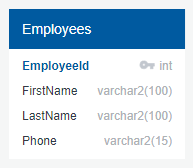 Employees
EmployeeId int
FirstName varchar2(100)
LastName varchar2(100)
Phone varchar2(15)